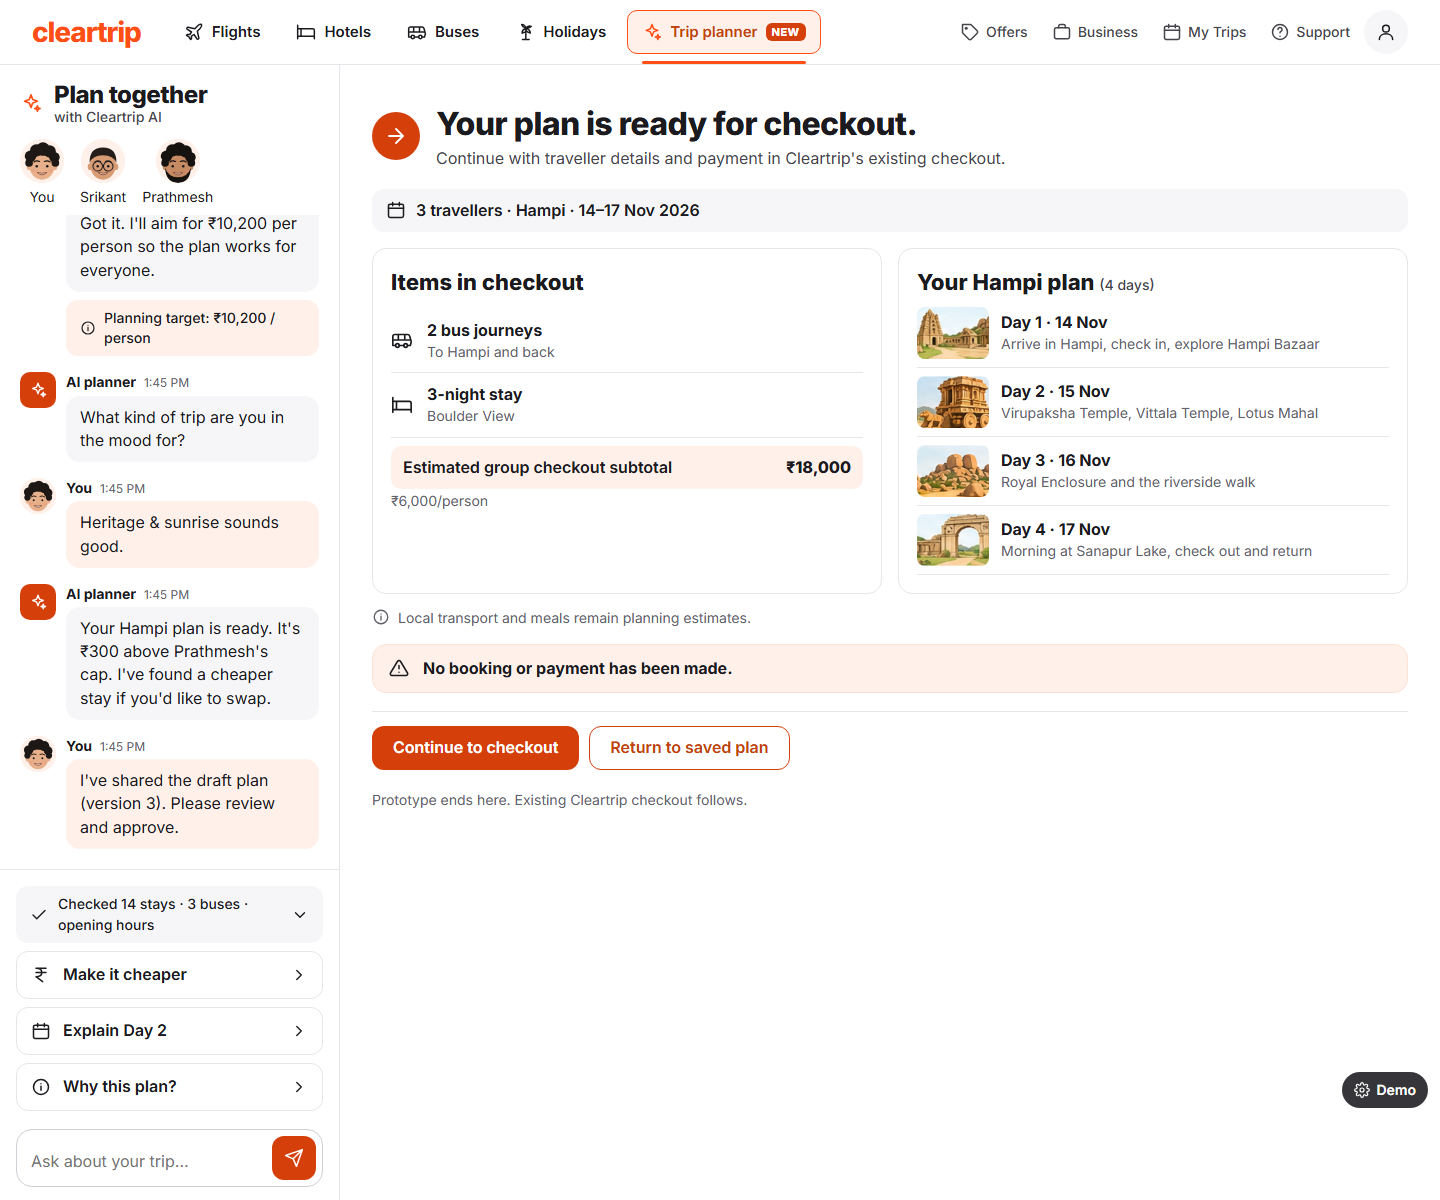 cleartrip
Flights
Hotels
Buses
Holidays
Trip planner NEW
Offers
Business
My Trips
Support
Plan together
with Cleartrip AI
You
Srikant
Prathmesh
Got it. I'll aim for ₹10,200 per
person so the plan works for
everyone.
Planning target: ₹10,200 /
person
AI planner 1:45 PM
What kind of trip are you in
the mood for?
You 1:45 PM
Heritage & sunrise sounds
good.
AI planner 1:45 PM
Your Hampi plan is ready. It's
₹300 above Prathmesh's
cap. I've found a cheaper
stay if you'd like to swap.
You 1:45 PM
I've shared the draft plan
(version 3). Please review
and approve.
Checked 14 stays · 3 buses ·
opening hours
Make it cheaper
Explain Day 2
Why this plan?
Ask about your trip...
Your plan is ready for checkout.
Continue with traveller details and payment in Cleartrip's existing checkout.
3 travellers · Hampi · 14–17 Nov 2026
Items in checkout
2 bus journeys
To Hampi and back
3-night stay
Boulder View
Estimated group checkout subtotal ₹18,000
₹6,000/person
Your Hampi plan (4 days)
Day 1 · 14 Nov
Arrive in Hampi, check in, explore Hampi Bazaar
Day 2 · 15 Nov
Virupaksha Temple, Vittala Temple, Lotus Mahal
Day 3 · 16 Nov
Royal Enclosure and the riverside walk
Day 4 · 17 Nov
Morning at Sanapur Lake, check out and return
Local transport and meals remain planning estimates.
No booking or payment has been made.
Continue to checkout
Return to saved plan
Prototype ends here. Existing Cleartrip checkout follows.
Demo